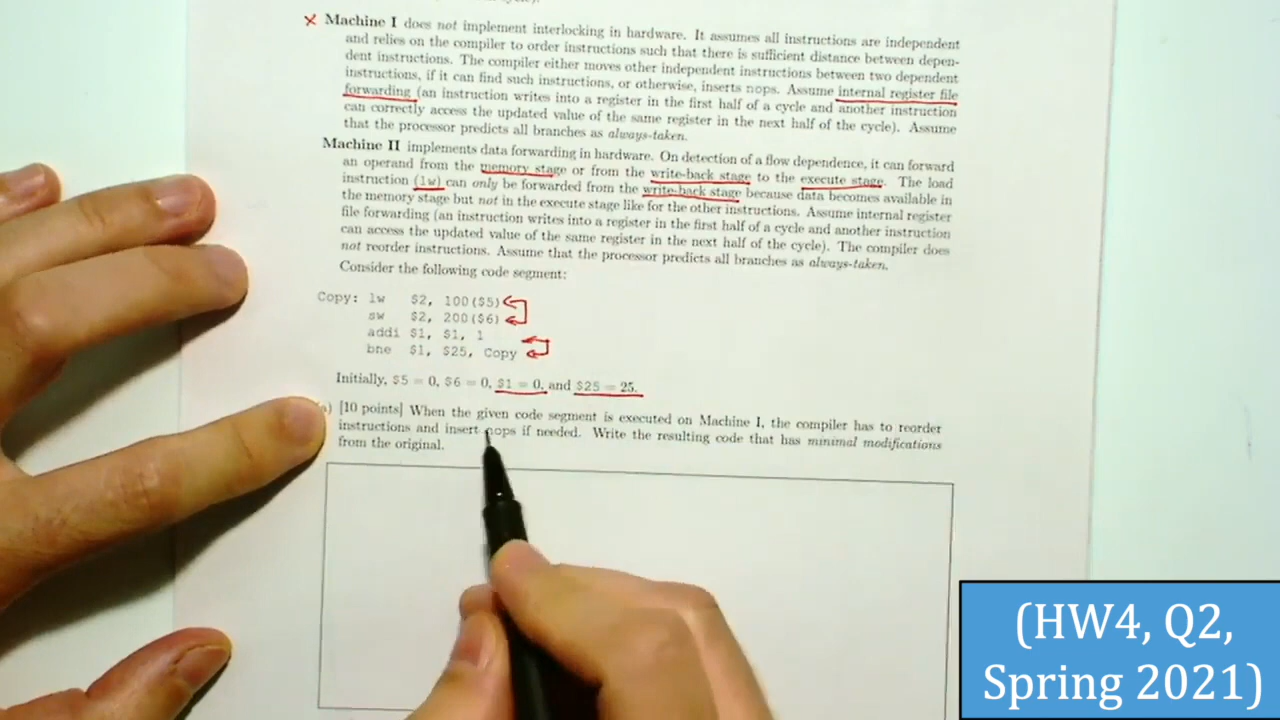 Machine I does not implement interlocking in hardware. It assumes all instructions are independent
and relies on the compiler to order instructions such that there is sufficient distance between depen-
dent instructions. The compiler either moves other independent instructions between two dependent
instructions, if it can find such instructions, or otherwise, inserts nops. Assume internal register file
forwarding (an instruction writes into a register in the first half of a cycle and another instruction
can correctly access the updated value of the same register in the next half of the cycle). Assume
that the processor predicts all branches as always-taken.
Machine II implements data forwarding in hardware. On detection of a flow dependence, it can forward
an operand from the memory stage or from the write-back stage to the execute stage. The load
instruction (lw) can only be forwarded from the write-back stage because data becomes available in
the memory stage but not in the execute stage like for the other instructions. Assume internal register
file forwarding (an instruction writes into a register in the first half of a cycle and another instruction
can access the updated value of the same register in the next half of the cycle). The compiler does
not reorder instructions. Assume that the processor predicts all branches as always-taken.
Consider the following code segment:
Copy: lw $2, 100($5)
sw $2, 200($6)
addi $1, $1, 1
bne $1, $25, Copy
Initially, $5 = 0, $6 = 0, $1 = 0, and $25 = 25.
[10 points] When the given code segment is executed on Machine I, the compiler has to reorder
instructions and insert nops if needed. Write the resulting code that has minimal modifications
from the original.
(HW4, Q2,
Spring 2021)